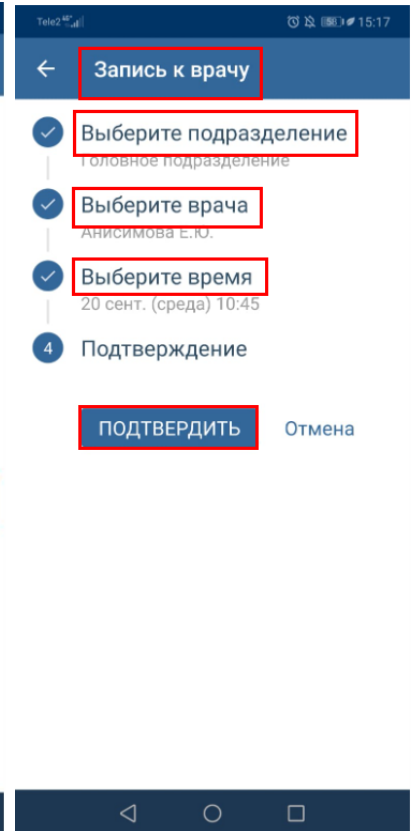 Tele2 15:17
Запись к врачу
Выберите подразделение
Головное подразделение
Выберите врача
Анисимова Е.Ю.
Выберите время
20 сент. (среда) 10:45
4 Подтверждение
ПОДТВЕРДИТЬ Отмена